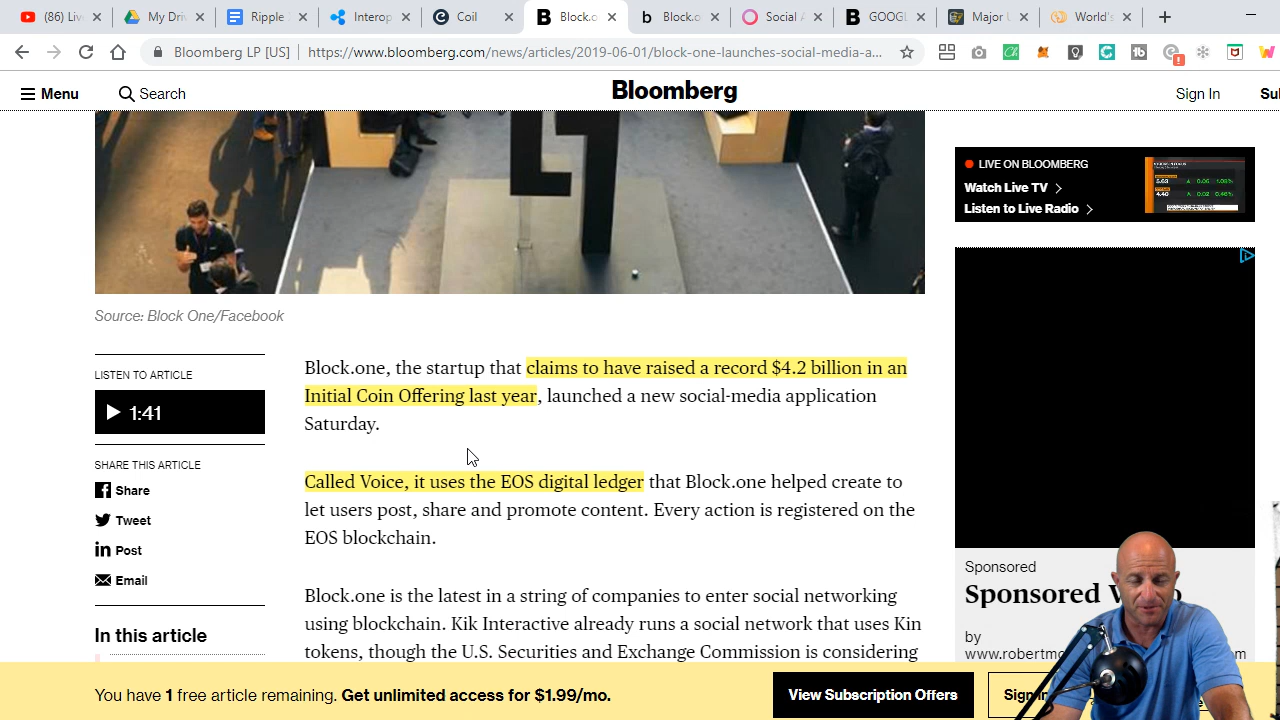 (86) Liv
My Driv
Ripple
Interop
Coil
Block.o
Blockd
Social
GOOGL
Major U
World's
Bloomberg LP [US]
https://www.bloomberg.com/news/articles/2019-06-01/block-one-launches-social-media-a...
Menu
Search
Bloomberg
Sign In
Su
LIVE ON BLOOMBERG
Watch Live TV
Listen to Live Radio
Source: Block One/Facebook
LISTEN TO ARTICLE
1:41
SHARE THIS ARTICLE
Share
Tweet
Post
Email
In this article
Block.one, the startup that claims to have raised a record $4.2 billion in an
Initial Coin Offering last year, launched a new social-media application
Saturday.
Called Voice, it uses the EOS digital ledger that Block.one helped create to
let users post, share and promote content. Every action is registered on the
EOS blockchain.
Block.one is the latest in a string of companies to enter social networking
using blockchain. Kik Interactive already runs a social network that uses Kin
tokens, though the U.S. Securities and Exchange Commission is considering
Sponsored
Sponsored
by
www.robertmo
You have 1 free article remaining. Get unlimited access for $1.99/mo.
View Subscription Offers
Sign In